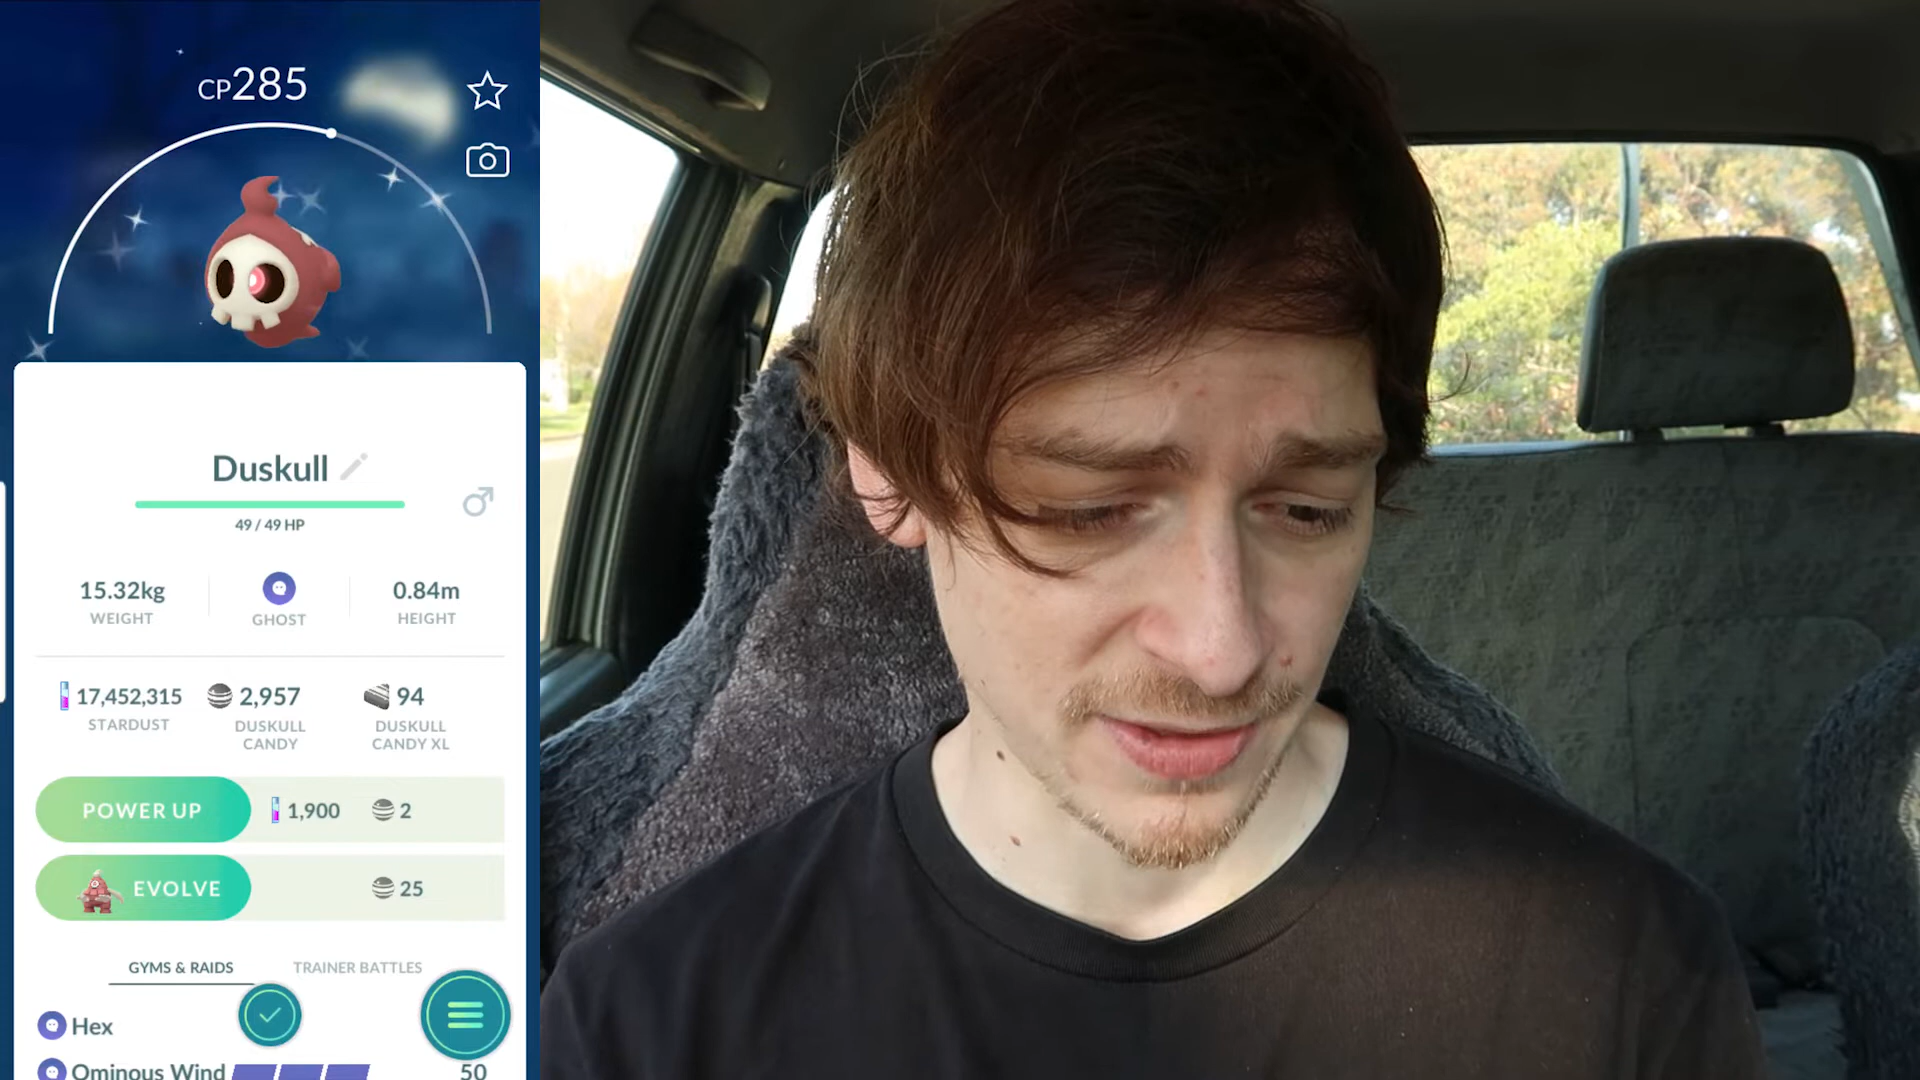 CP285
Duskull
49 / 49 HP
15.32kg
WEIGHT
GHOST
0.84m
HEIGHT
17,452,315
STARDUST
2,957
DUSKULL
CANDY
94
DUSKULL
CANDY XL
POWER UP
1,900
2
EVOLVE
25
GYMS & RAIDS
TRAINER BATTLES
Hex
Ominous Wind
50